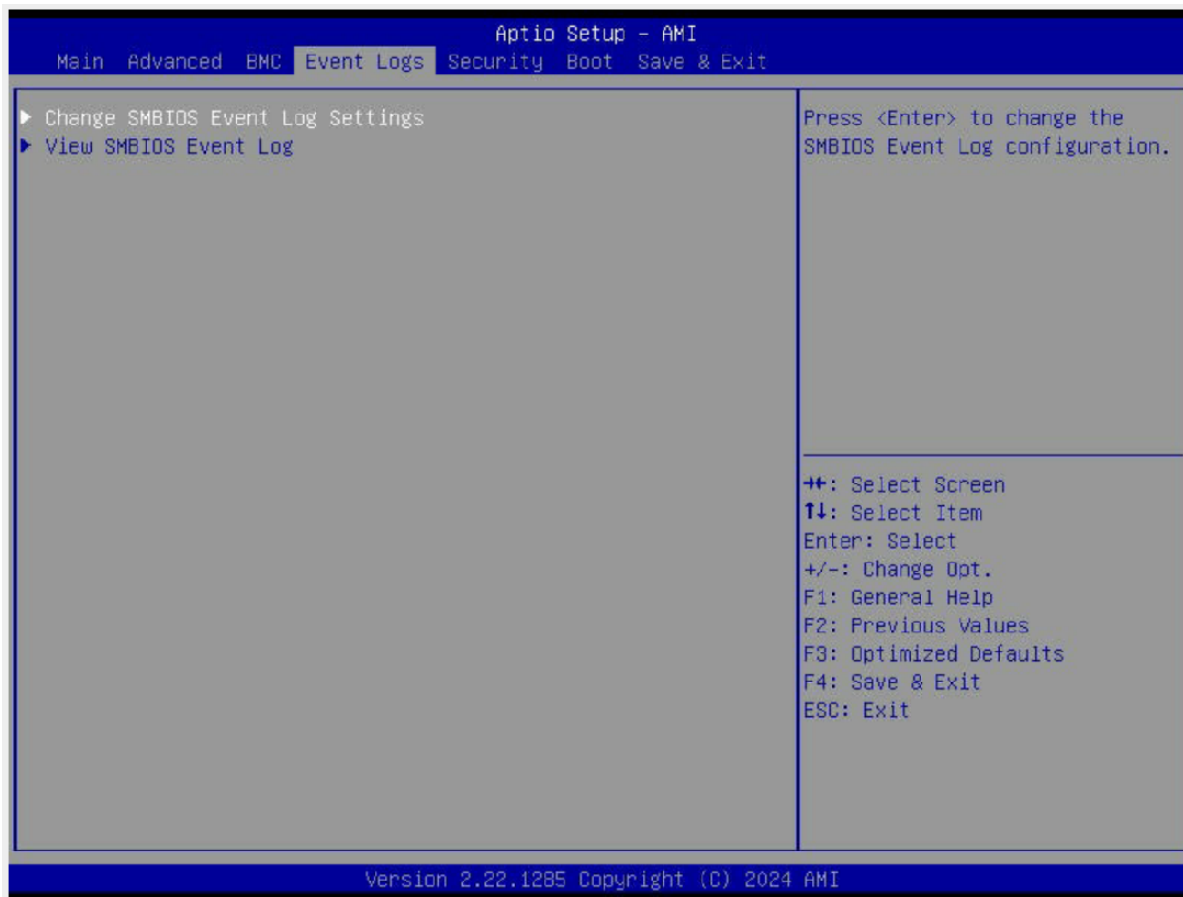 Aptio Setup - AMI
Main Advanced BMC Event Logs Security Boot Save & Exit
▶ Change SMBIOS Event Log Settings
▶ View SMBIOS Event Log
Press <Enter> to change the
SMBIOS Event Log configuration.
→←: Select Screen
↑↓: Select Item
Enter: Select
+/-: Change Opt.
F1: General Help
F2: Previous Values
F3: Optimized Defaults
F4: Save & Exit
ESC: Exit
Version 2.22.1285 Copyright (C) 2024 AMI